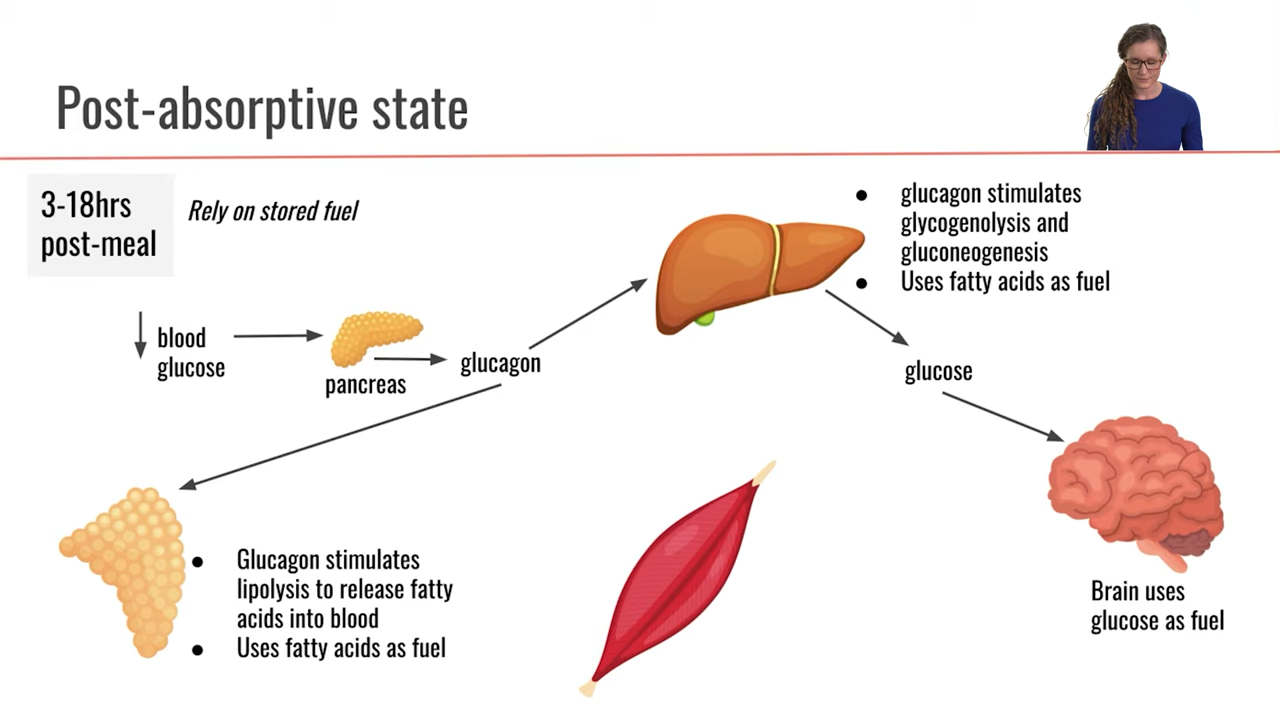 Post-absorptive state
3-18hrs
post-meal
Rely on stored fuel
blood
glucose
pancreas
glucagon
● glucagon stimulates
glycogenolysis and
gluconeogenesis
● Uses fatty acids as fuel
glucose
Brain uses
glucose as fuel
● Glucagon stimulates
lipolysis to release fatty
acids into blood
● Uses fatty acids as fuel